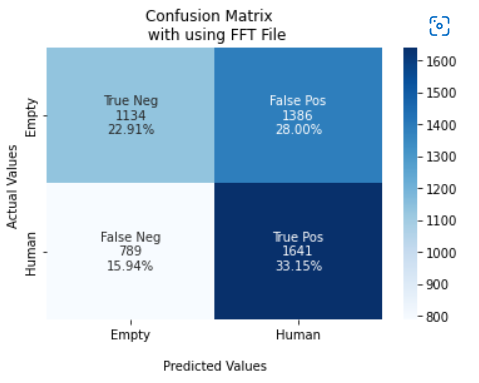 Confusion Matrix
with using FFT File
True Neg
1134
22.91%
False Pos
1386
28.00%
False Neg
789
15.94%
True Pos
1641
33.15%
Empty
Human
Actual Values
Empty
Human
Predicted Values
1600
1500
1400
1300
1200
1100
1000
900
800